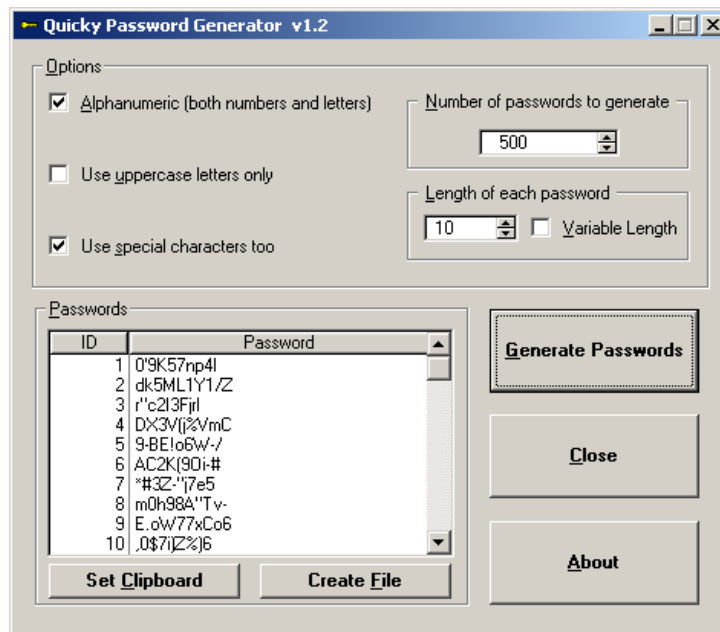 Quicky Password Generator v1.2
Options
Alphanumeric (both numbers and letters)
Use uppercase letters only
Use special characters too
Number of passwords to generate
500
Length of each password
10 Variable Length
Passwords
ID Password
1 0'9K57np4l
2 dk5ML1Y1/Z
3 r"c2l3Fjrl
4 DX3V(j%VmC
5 9-BE!o6W-/
6 AC2K(9Oi-#
7 *#3Z-"j7e5
8 m0h98A"Tv-
9 E.oW77xCo6
10 ,0$7ijZ%)6
Set Clipboard
Create File
Generate Passwords
Close
About